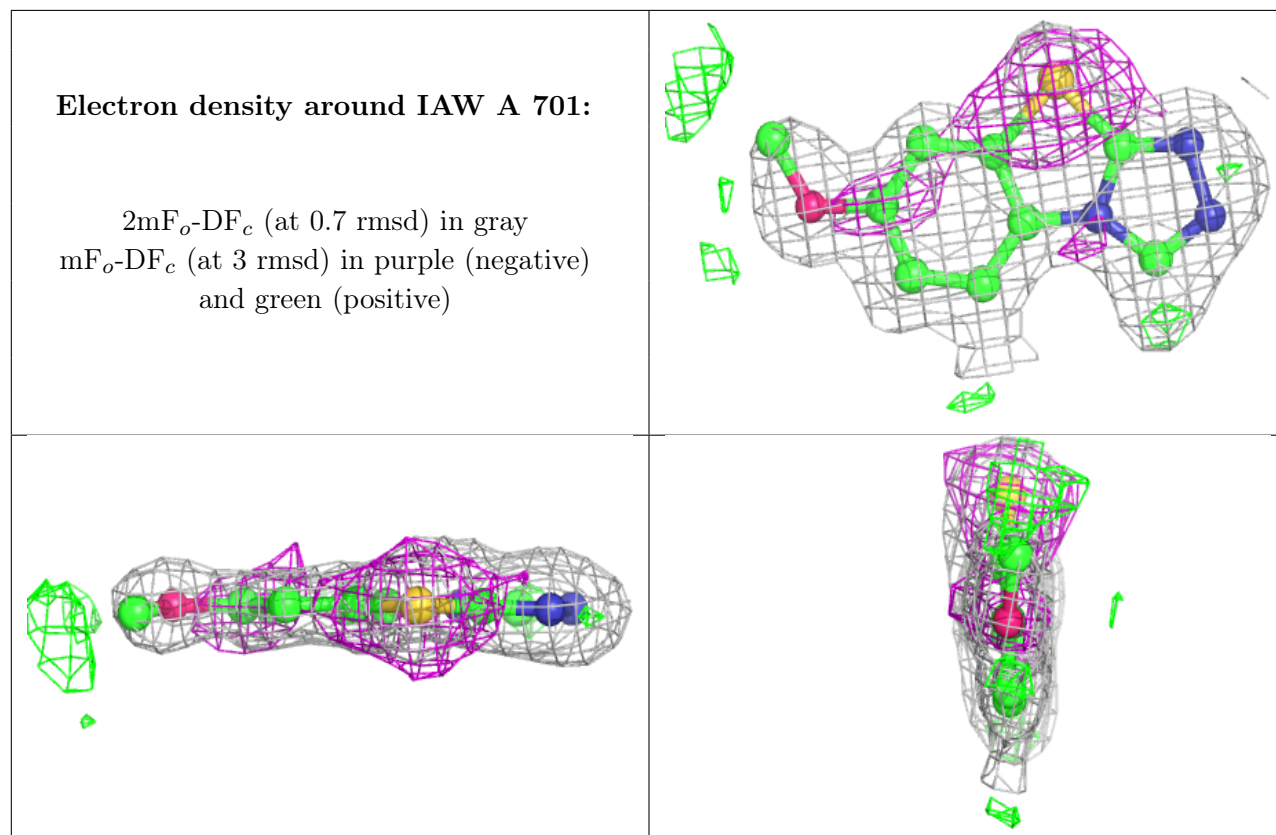 Electron density around IAW A 701:
2mFₒ-DF𝒸 (at 0.7 rmsd) in gray
mFₒ-DF𝒸 (at 3 rmsd) in purple (negative)
and green (positive)